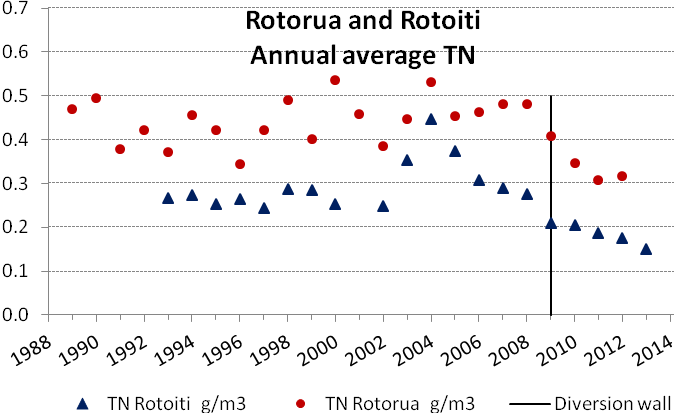 Rotorua and Rotoiti
Annual average TN
0.7
0.6
0.5
0.4
0.3
0.2
0.1
0.0
1988 1990 1992 1994 1996 1998 2000 2002 2004 2006 2008 2010 2012 2014
TN Rotoiti g/m3 TN Rotorua g/m3 Diversion wall